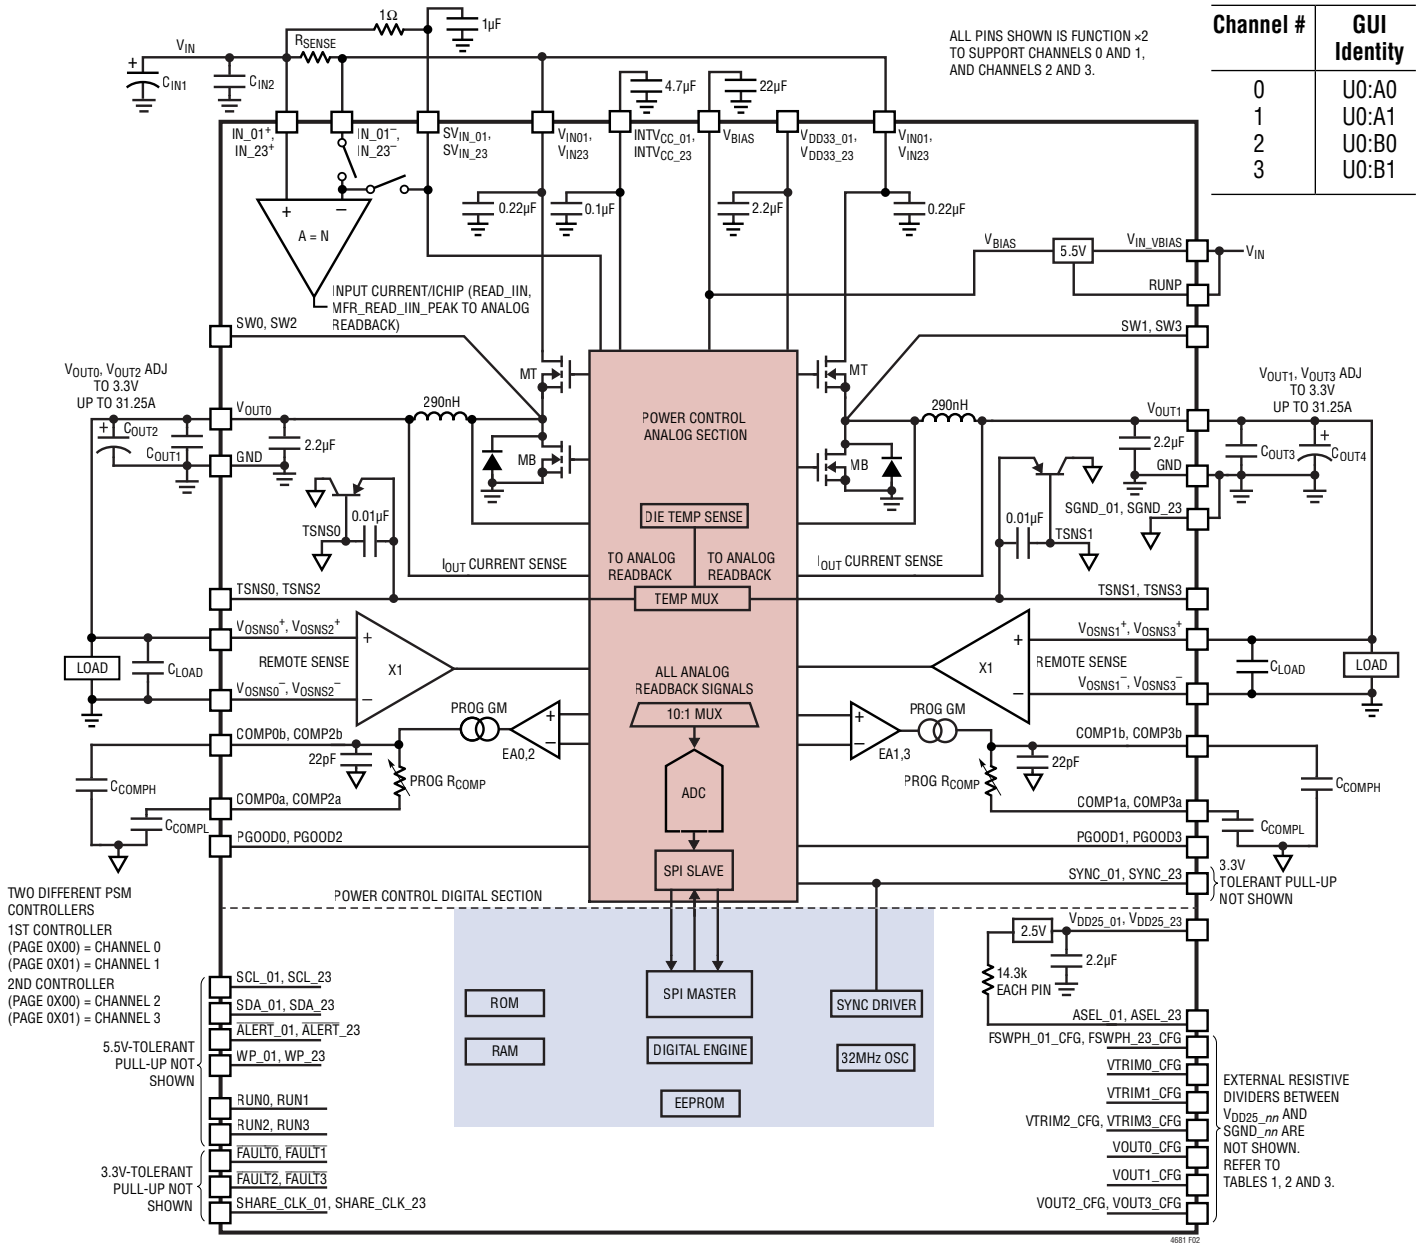 1Ω
1µF
VIN
RSENSE
CIN1
CIN2
4.7µF
22µF
ALL PINS SHOWN IS FUNCTION ×2
TO SUPPORT CHANNELS 0 AND 1,
AND CHANNELS 2 AND 3.
Channel #
GUI
Identity
0 U0:A0
1 U0:A1
2 U0:B0
3 U0:B1
IN_01+,
IN_23+
IN_01–,
IN_23–
SVIN_01,
SVIN_23
VIN01,
VIN23
INTVCC_01,
INTVCC_23
VBIAS
VDD33_01,
VDD33_23
VIN01,
VIN23
0.22µF
0.1µF
2.2µF
0.22µF
+
–
A = N
INPUT CURRENT/ICHIP (READ_IIN,
MFR_READ_IIN_PEAK TO ANALOG
READBACK)
VBIAS
5.5V
VIN_VBIAS
VIN
RUNP
SW0, SW2
SW1, SW3
MT
MT
POWER CONTROL
ANALOG SECTION
VOUT0, VOUT2 ADJ
TO 3.3V
UP TO 31.25A
VOUT1, VOUT3 ADJ
TO 3.3V
UP TO 31.25A
VOUT0
290nH
290nH
VOUT1
+
COUT2
COUT1
2.2µF
GND
MB
MB
2.2µF
GND
COUT3
+
COUT4
SGND_01, SGND_23
TSNS0
0.01µF
0.01µF
TSNS1
DIE TEMP SENSE
IOUT CURRENT SENSE
TO ANALOG
READBACK
TO ANALOG
READBACK
IOUT CURRENT SENSE
TEMP MUX
TSNS0, TSNS2
TSNS1, TSNS3
VOSNS0+, VOSNS2+
VOSNS1+, VOSNS3+
LOAD
CLOAD
REMOTE SENSE
+
–
X1
X1
+
–
REMOTE SENSE
CLOAD
LOAD
VOSNS0–, VOSNS2–
VOSNS1–, VOSNS3–
ALL ANALOG
READBACK SIGNALS
10:1 MUX
PROG GM
+
–
EA0,2
+
–
EA1,3
PROG GM
COMP0b, COMP2b
COMP1b, COMP3b
22pF
PROG RCOMP
PROG RCOMP
22pF
CCOMPH
CCOMPH
COMP0a, COMP2a
COMP1a, COMP3a
CCOMPL
CCOMPL
ADC
PGOOD0, PGOOD2
PGOOD1, PGOOD3
SPI SLAVE
SYNC_01, SYNC_23
3.3V
TOLERANT PULL-UP
NOT SHOWN
POWER CONTROL DIGITAL SECTION
TWO DIFFERENT PSM
CONTROLLERS
1ST CONTROLLER
(PAGE 0X00) = CHANNEL 0
(PAGE 0X01) = CHANNEL 1
2ND CONTROLLER
(PAGE 0X00) = CHANNEL 2
(PAGE 0X01) = CHANNEL 3
VDD25_01, VDD25_23
2.5V
2.2µF
14.3k
EACH PIN
ASEL_01, ASEL_23
SPI MASTER
ROM
RAM
DIGITAL ENGINE
EEPROM
SYNC DRIVER
32MHz OSC
5.5V-TOLERANT
PULL-UP NOT
SHOWN
SCL_01, SCL_23
SDA_01, SDA_23
ALERT_01, ALERT_23
WP_01, WP_23
RUN0, RUN1
RUN2, RUN3
3.3V-TOLERANT
PULL-UP NOT
SHOWN
FAULT0, FAULT1
FAULT2, FAULT3
SHARE_CLK_01, SHARE_CLK_23
FSWPH_01_CFG, FSWPH_23_CFG
VTRIM0_CFG
VTRIM1_CFG
VTRIM2_CFG, VTRIM3_CFG
VOUT0_CFG
VOUT1_CFG
VOUT2_CFG, VOUT3_CFG
EXTERNAL RESISTIVE
DIVIDERS BETWEEN
VDD25_nn AND
SGND_nn ARE
NOT SHOWN.
REFER TO
TABLES 1, 2 AND 3.
4681 F02